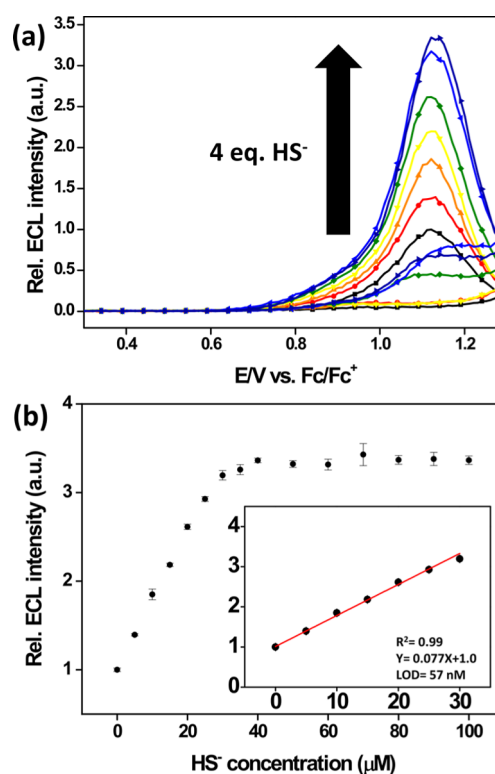 (a)
3.5
3.0
2.5
2.0
1.5
1.0
0.5
0.0
Rel. ECL intensity (a.u.)
4 eq. HS⁻
0.4 0.6 0.8 1.0 1.2
E/V vs. Fc/Fc⁺
(b)
4
3
2
1
Rel. ECL intensity (a.u.)
4
3
2
1
0
R²= 0.99
Y= 0.077X+1.0
LOD= 57 nM
0 10 20 30
0 20 40 60 80 100
HS⁻ concentration (μM)